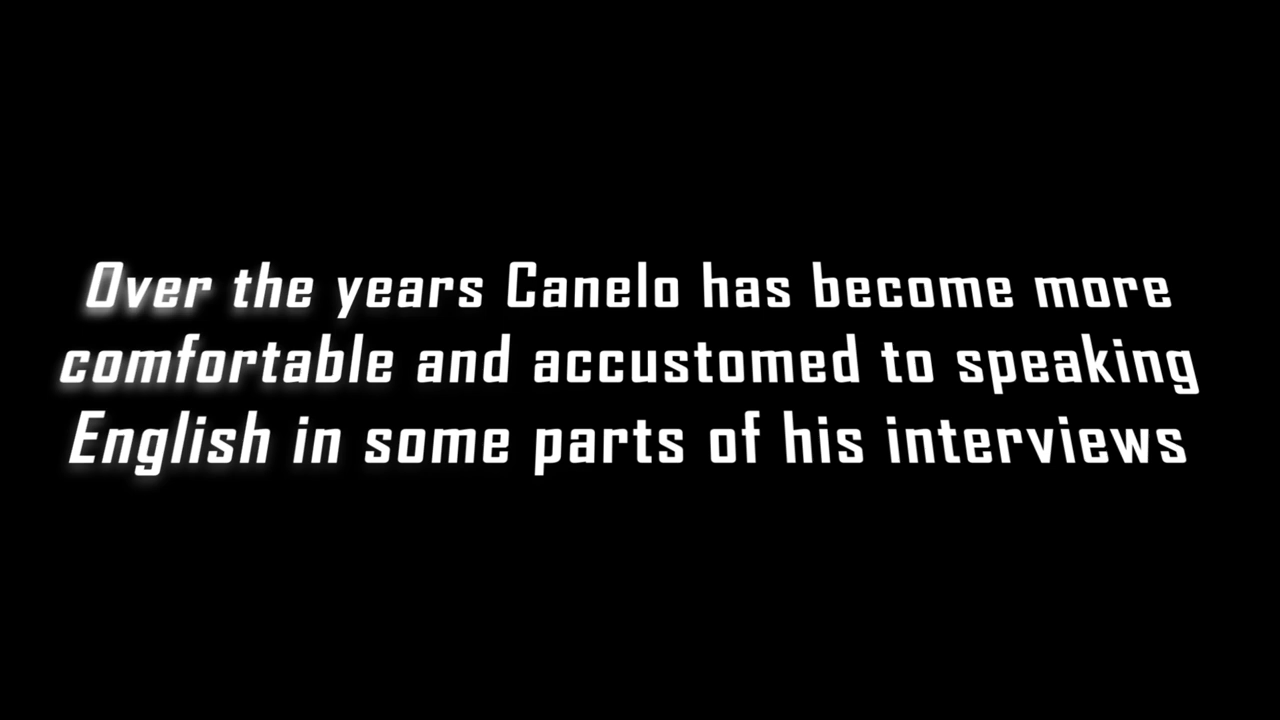 Over the years Canelo has become more
comfortable and accustomed to speaking
English in some parts of his interviews